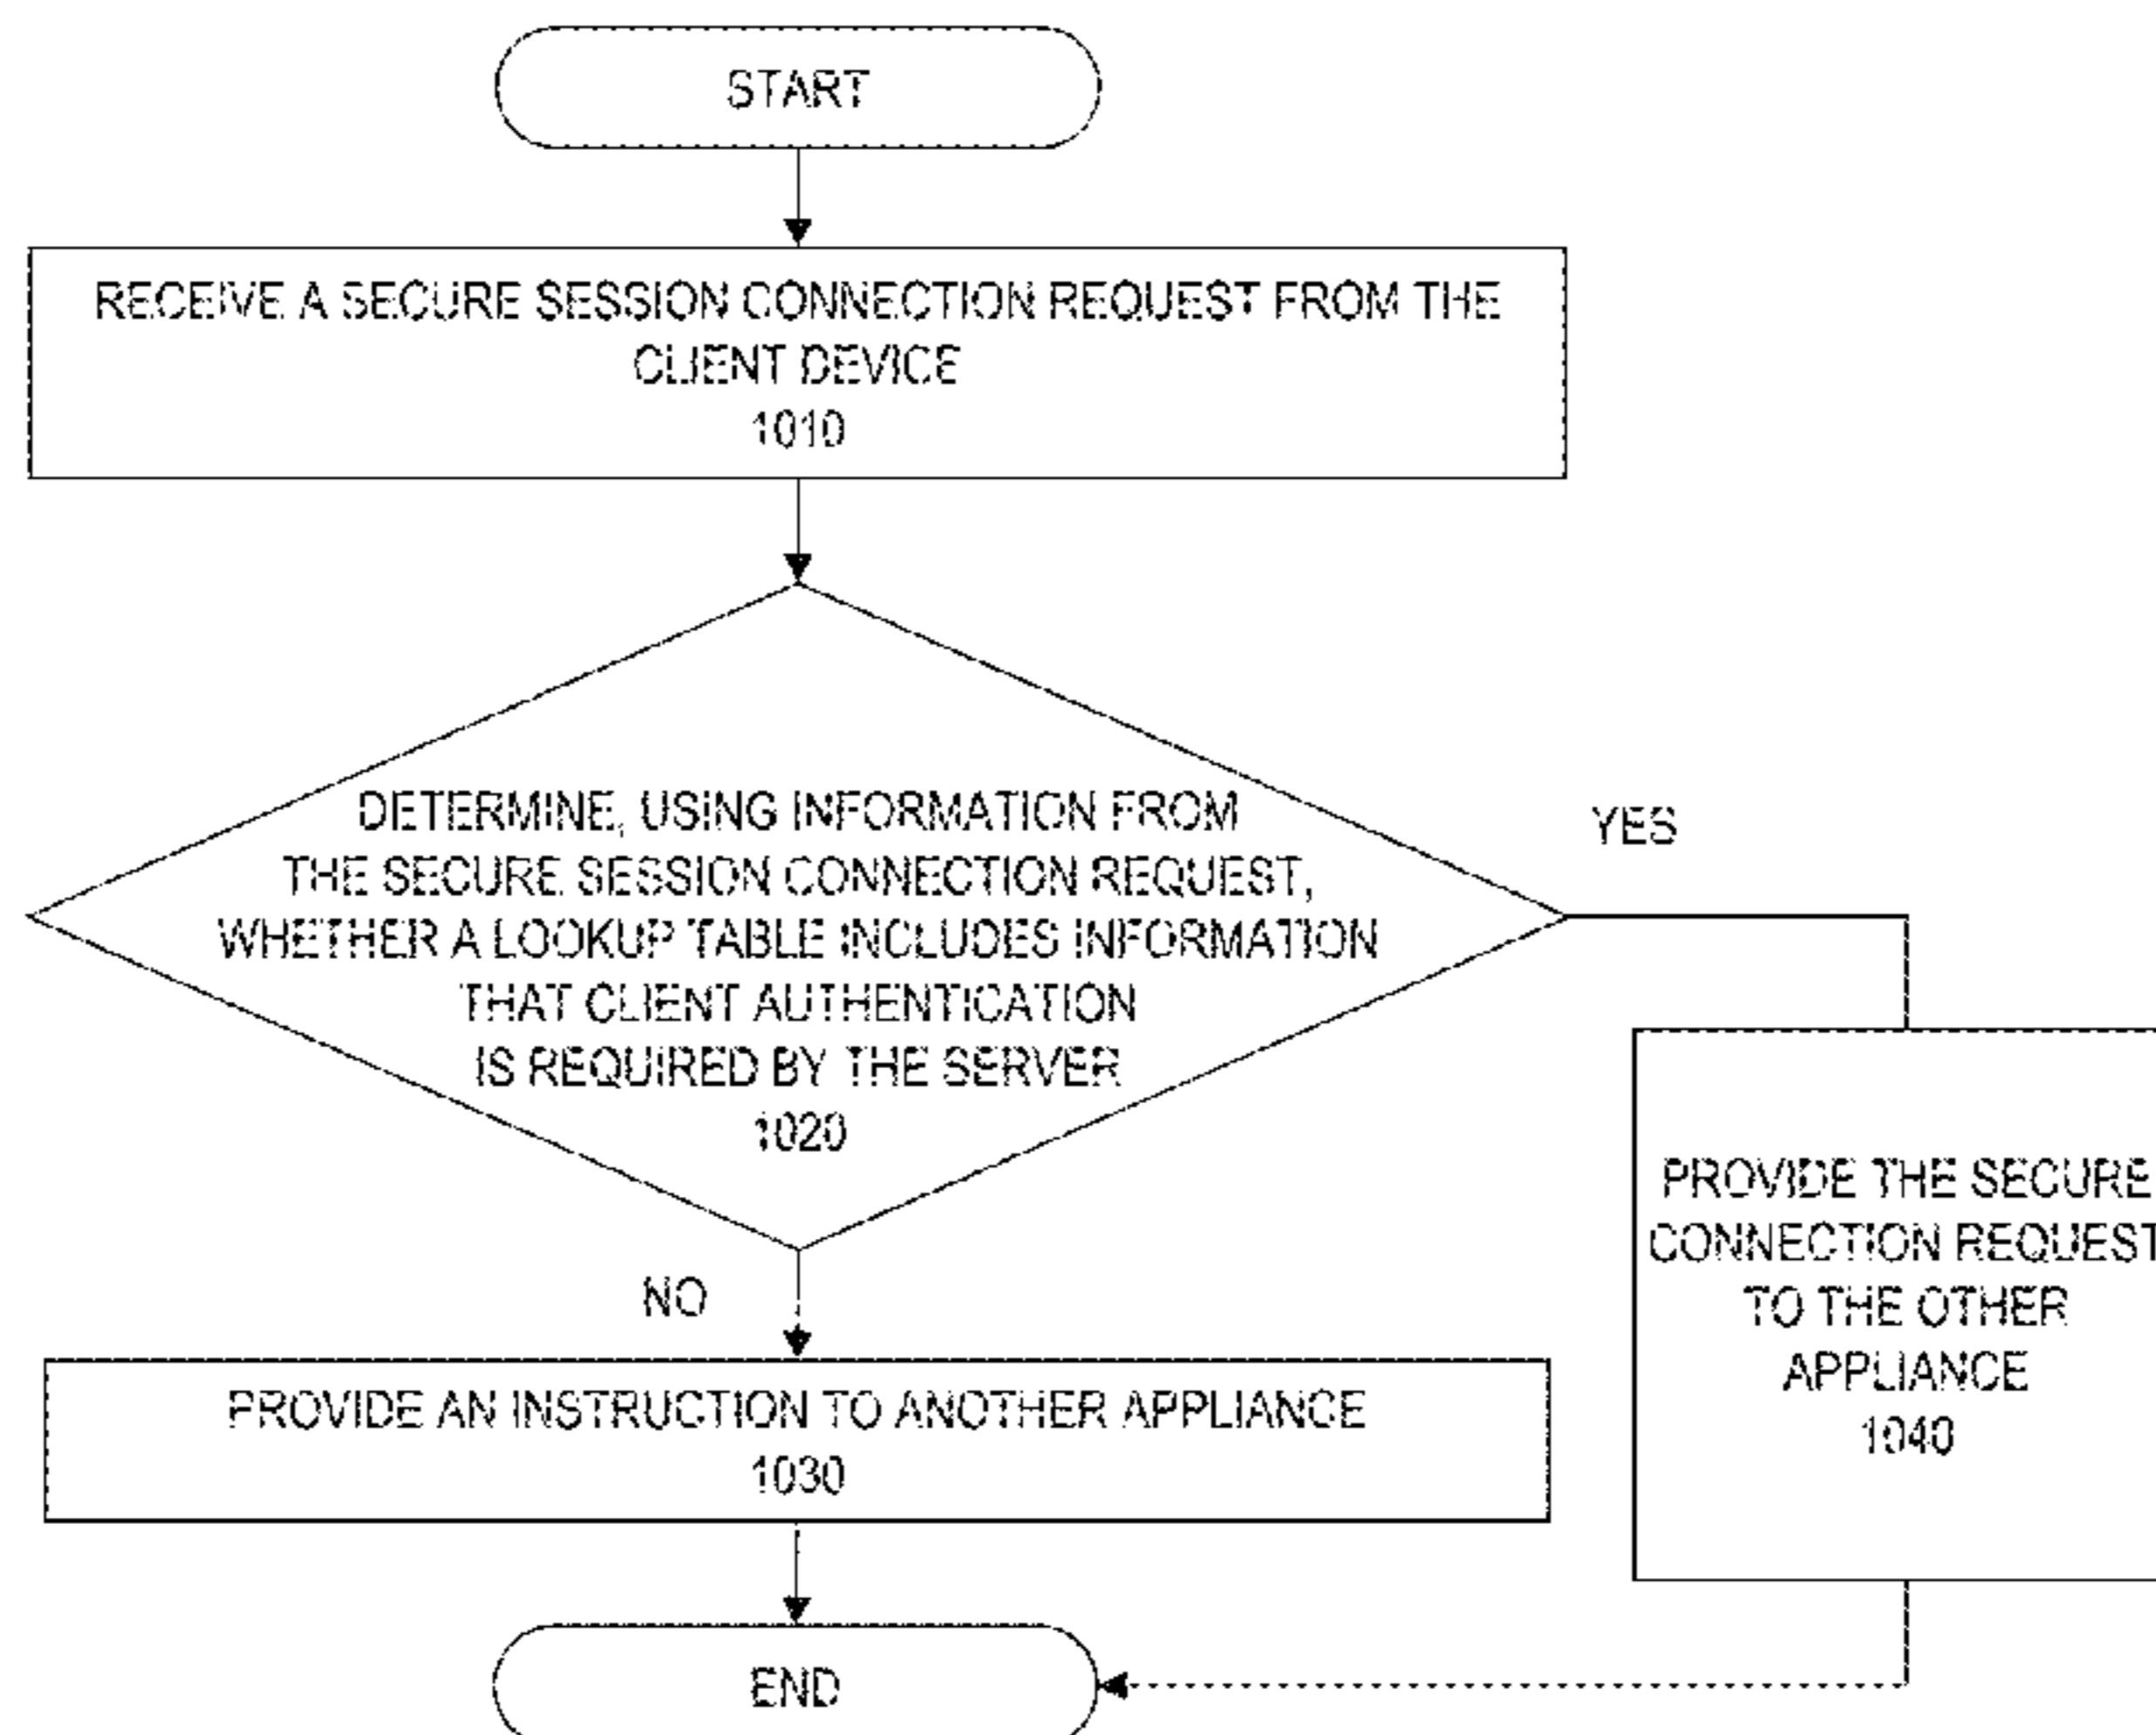 START
RECEIVE A SECURE SESSION CONNECTION REQUEST FROM THE
CLIENT DEVICE
1010
DETERMINE, USING INFORMATION FROM
THE SECURE SESSION CONNECTION REQUEST,
WHETHER A LOOKUP TABLE INCLUDES INFORMATION
THAT CLIENT AUTHENTICATION
IS REQUIRED BY THE SERVER
1020
YES
NO
PROVIDE THE SECURE
CONNECTION REQUEST
TO THE OTHER
APPLIANCE
1040
PROVIDE AN INSTRUCTION TO ANOTHER APPLIANCE
1030
END